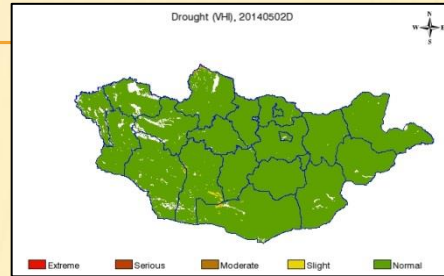 Drought (VHI), 20140502D
N
W E
S
Extreme Serious Moderate Slight Normal